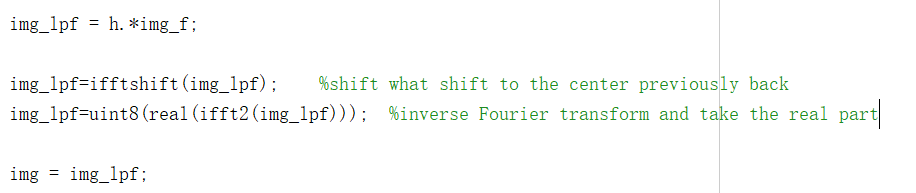 img_lpf = h.*img_f;
img_lpf=ifftshift(img_lpf);    %shift what shift to the center previously back
img_lpf=uint8(real(ifft2(img_lpf)));  %inverse Fourier transform and take the real part
img = img_lpf;